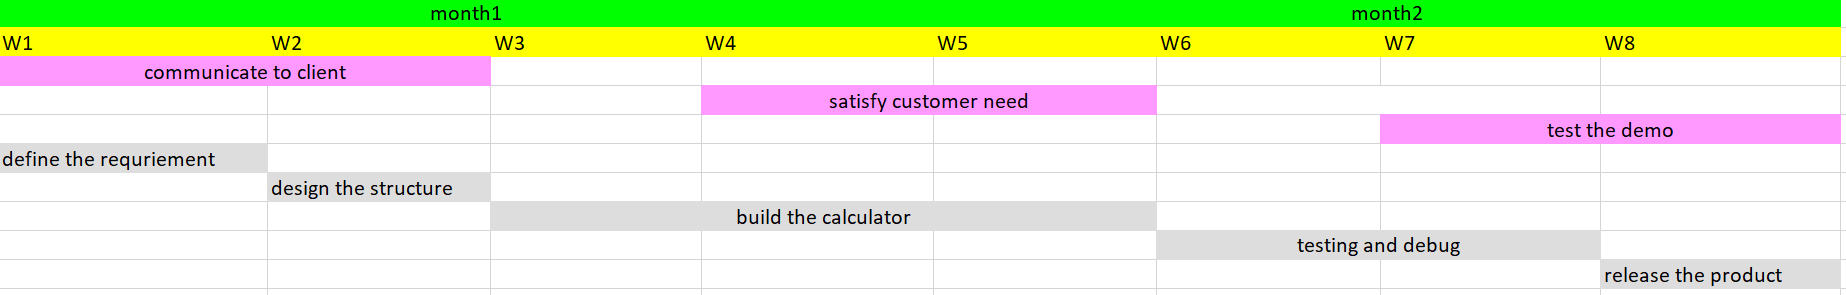 month1 month2
W1 W2 W3 W4 W5 W6 W7 W8
communicate to client
satisfy customer need
test the demo
define the requriement
design the structure
build the calculator
testing and debug
release the product